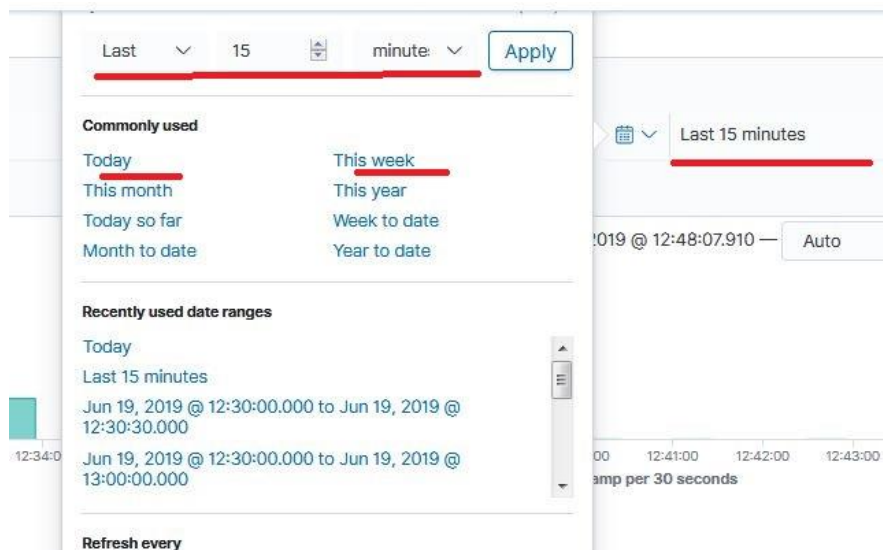 Last 15 minute: Apply
Commonly used
Today This week
This month This year
Today so far Week to date
Month to date Year to date
Recently used date ranges
Today
Last 15 minutes
Jun 19, 2019 @ 12:30:00.000 to Jun 19, 2019 @
12:30:30.000
Jun 19, 2019 @ 12:30:00.000 to Jun 19, 2019 @
13:00:00.000
Refresh every
Last 15 minutes
2019 @ 12:48:07.910 — Auto
12:34:0
00 12:41:00 12:42:00 12:43:00
amp per 30 seconds